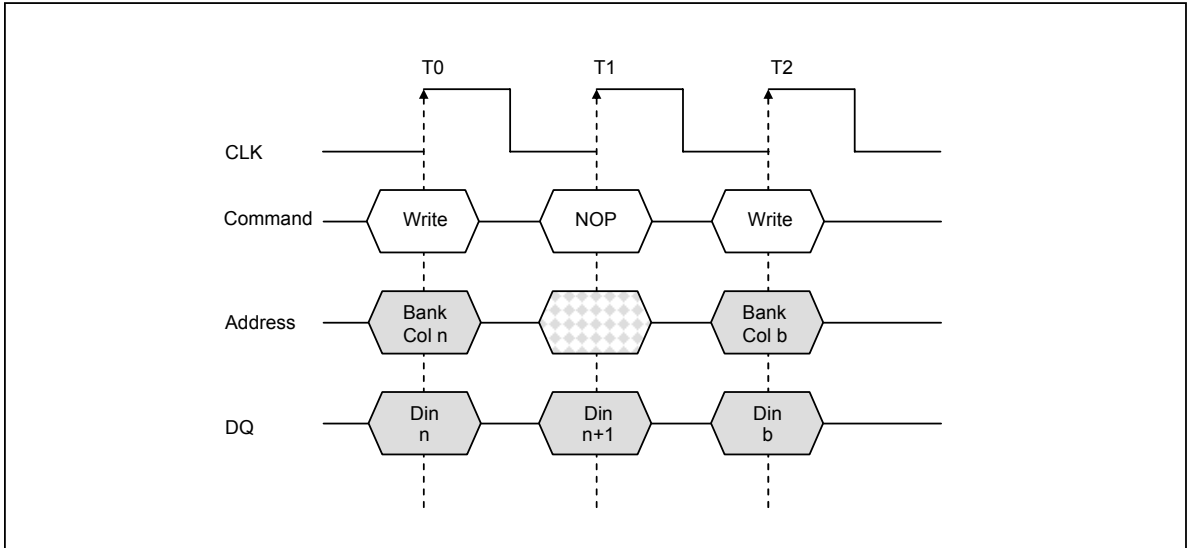 T0 T1 T2
CLK
Command Write NOP Write
Address Bank Col n Bank Col b
DQ Din n Din n+1 Din b